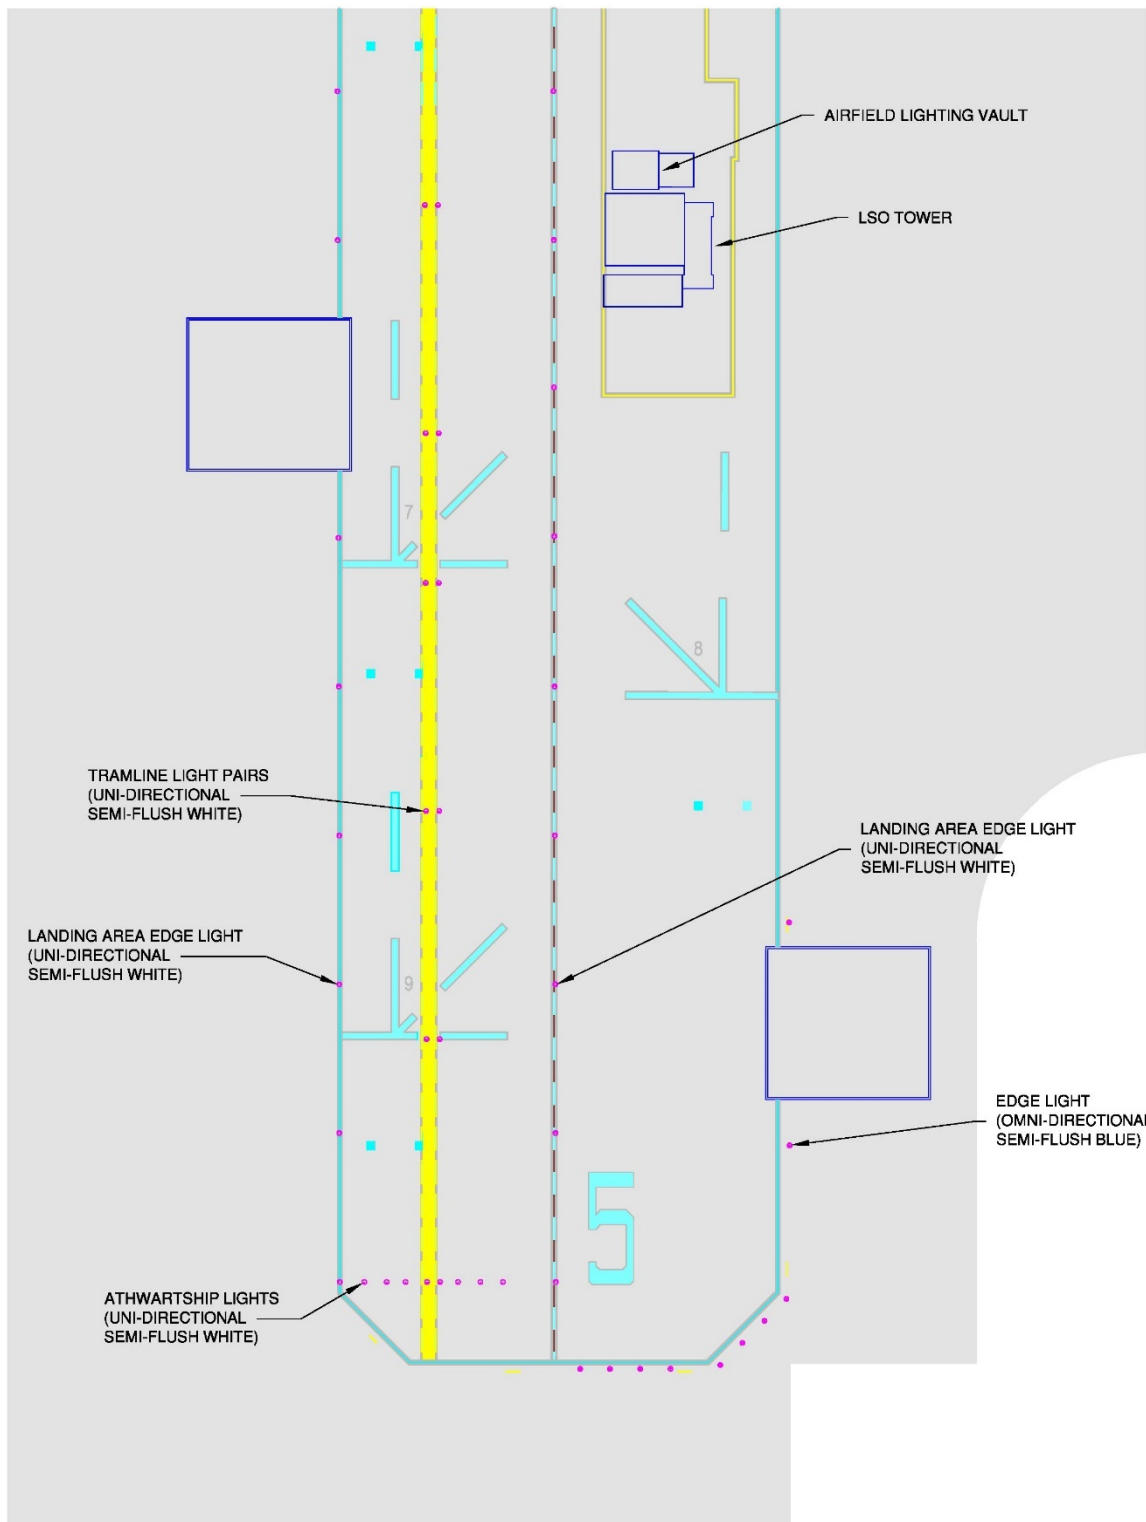 AIRFIELD LIGHTING VAULT
LSO TOWER
7
8
TRAMLINE LIGHT PAIRS
(UNI-DIRECTIONAL
SEMI-FLUSH WHITE)
LANDING AREA EDGE LIGHT
(UNI-DIRECTIONAL
SEMI-FLUSH WHITE)
LANDING AREA EDGE LIGHT
(UNI-DIRECTIONAL
SEMI-FLUSH WHITE)
9
EDGE LIGHT
(OMNI-DIRECTIONAL
SEMI-FLUSH BLUE)
5
ATHWARTSHIP LIGHTS
(UNI-DIRECTIONAL
SEMI-FLUSH WHITE)